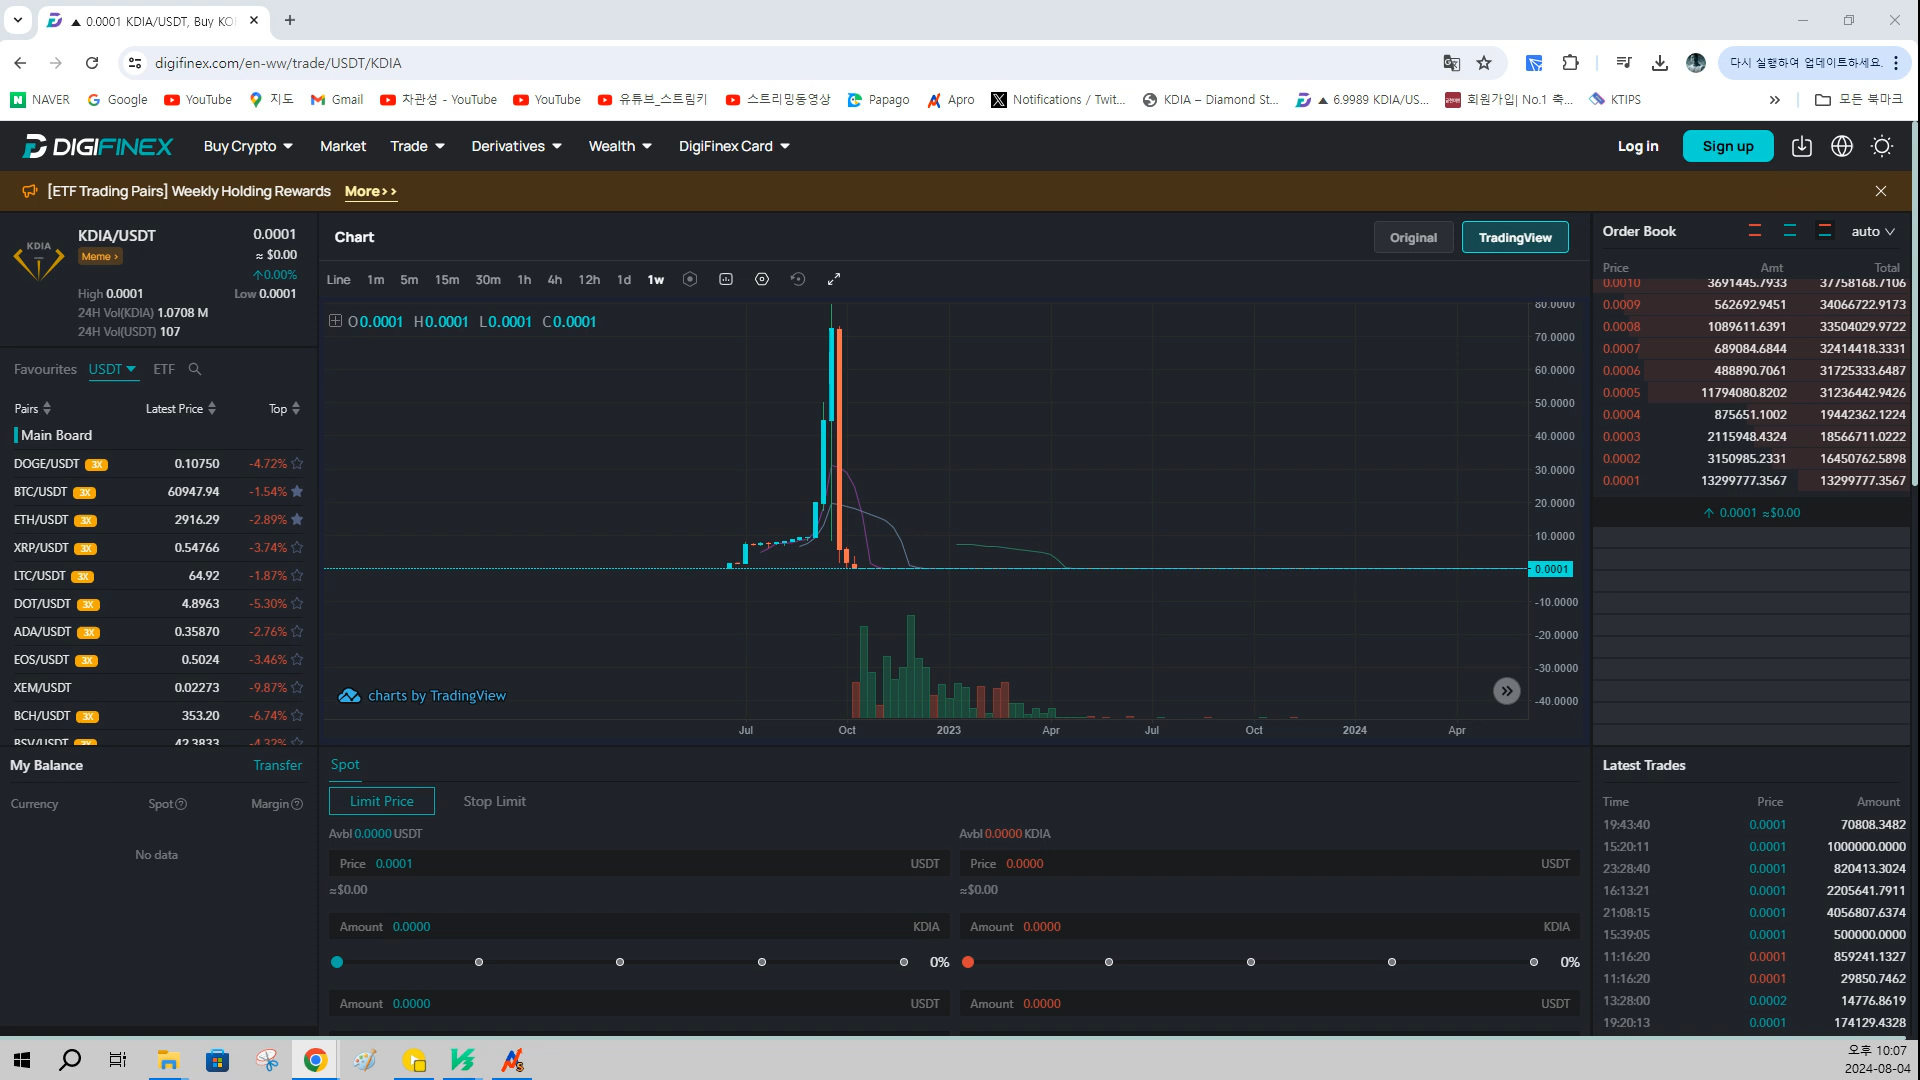 ▲ 0.0001 KDIA/USDT, Buy KD
digifinex.com/en-ww/trade/USDT/KDIA
다시 실행하여 업데이트하세요.
NAVER Google YouTube 지도 Gmail 차관성 - YouTube YouTube 유튜브_스트림키 스트리밍동영상 Papago Apro Notifications / Twit... KDIA – Diamond St... ▲ 6.9989 KDIA/US... 회원가입| No.1 축... KTIPS » 모든 북마크
DIGIFINEX Buy Crypto Market Trade Derivatives Wealth DigiFinex Card Log in Sign up
[ETF Trading Pairs] Weekly Holding Rewards More>>
KDIA
KDIA/USDT 0.0001
Meme > ≈ $0.00
↑0.00%
High 0.0001 Low 0.0001
24H Vol(KDIA) 1.0708 M
24H Vol(USDT) 107
Favourites USDT ETF
Pairs Latest Price Top
Main Board
DOGE/USDT 3X 0.10750 -4.72%
BTC/USDT 3X 60947.94 -1.54%
ETH/USDT 3X 2916.29 -2.89%
XRP/USDT 3X 0.54766 -3.74%
LTC/USDT 3X 64.92 -1.87%
DOT/USDT 3X 4.8963 -5.30%
ADA/USDT 3X 0.35870 -2.76%
EOS/USDT 3X 0.5024 -3.46%
XEM/USDT 0.02273 -9.87%
BCH/USDT 3X 353.20 -6.74%
BSV/USDT 3X 42.3833 -4.32%
My Balance Transfer
Currency Spot Margin
No data
Chart Original TradingView
Line 1m 5m 15m 30m 1h 4h 12h 1d 1w
O0.0001 H0.0001 L0.0001 C0.0001
80.0000
70.0000
60.0000
50.0000
40.0000
30.0000
20.0000
10.0000
0.0001
-10.0000
-20.0000
-30.0000
-40.0000
charts by TradingView
Jul Oct 2023 Apr Jul Oct 2024 Apr
Spot
Limit Price Stop Limit
Avbl 0.0000 USDT Avbl 0.0000 KDIA
Price 0.0001 USDT Price 0.0000 USDT
≈$0.00 ≈$0.00
Amount 0.0000 KDIA Amount 0.0000 KDIA
0% 0%
Amount 0.0000 USDT Amount 0.0000 USDT
Order Book auto
Price Amt Total
0.0010 3691445.7933 37758168.7106
0.0009 562692.9451 34066722.9173
0.0008 1089611.6391 33504029.9722
0.0007 689084.6844 32414418.3331
0.0006 488890.7061 31725333.6487
0.0005 11794080.8202 31236442.9426
0.0004 875651.1002 19442362.1224
0.0003 2115948.4324 18566711.0222
0.0002 3150985.2331 16450762.5898
0.0001 13299777.3567 13299777.3567
↑ 0.0001 ≈$0.00
Latest Trades
Time Price Amount
19:43:40 0.0001 70808.3482
15:20:11 0.0001 1000000.0000
23:28:40 0.0001 820413.3024
16:13:21 0.0001 2205641.7911
21:08:15 0.0001 4056807.6374
15:39:05 0.0001 500000.0000
11:16:20 0.0001 859241.1327
11:16:20 0.0001 29850.7462
13:28:00 0.0002 14776.8619
19:20:13 0.0001 174129.4328
오후 10:07
2024-08-04